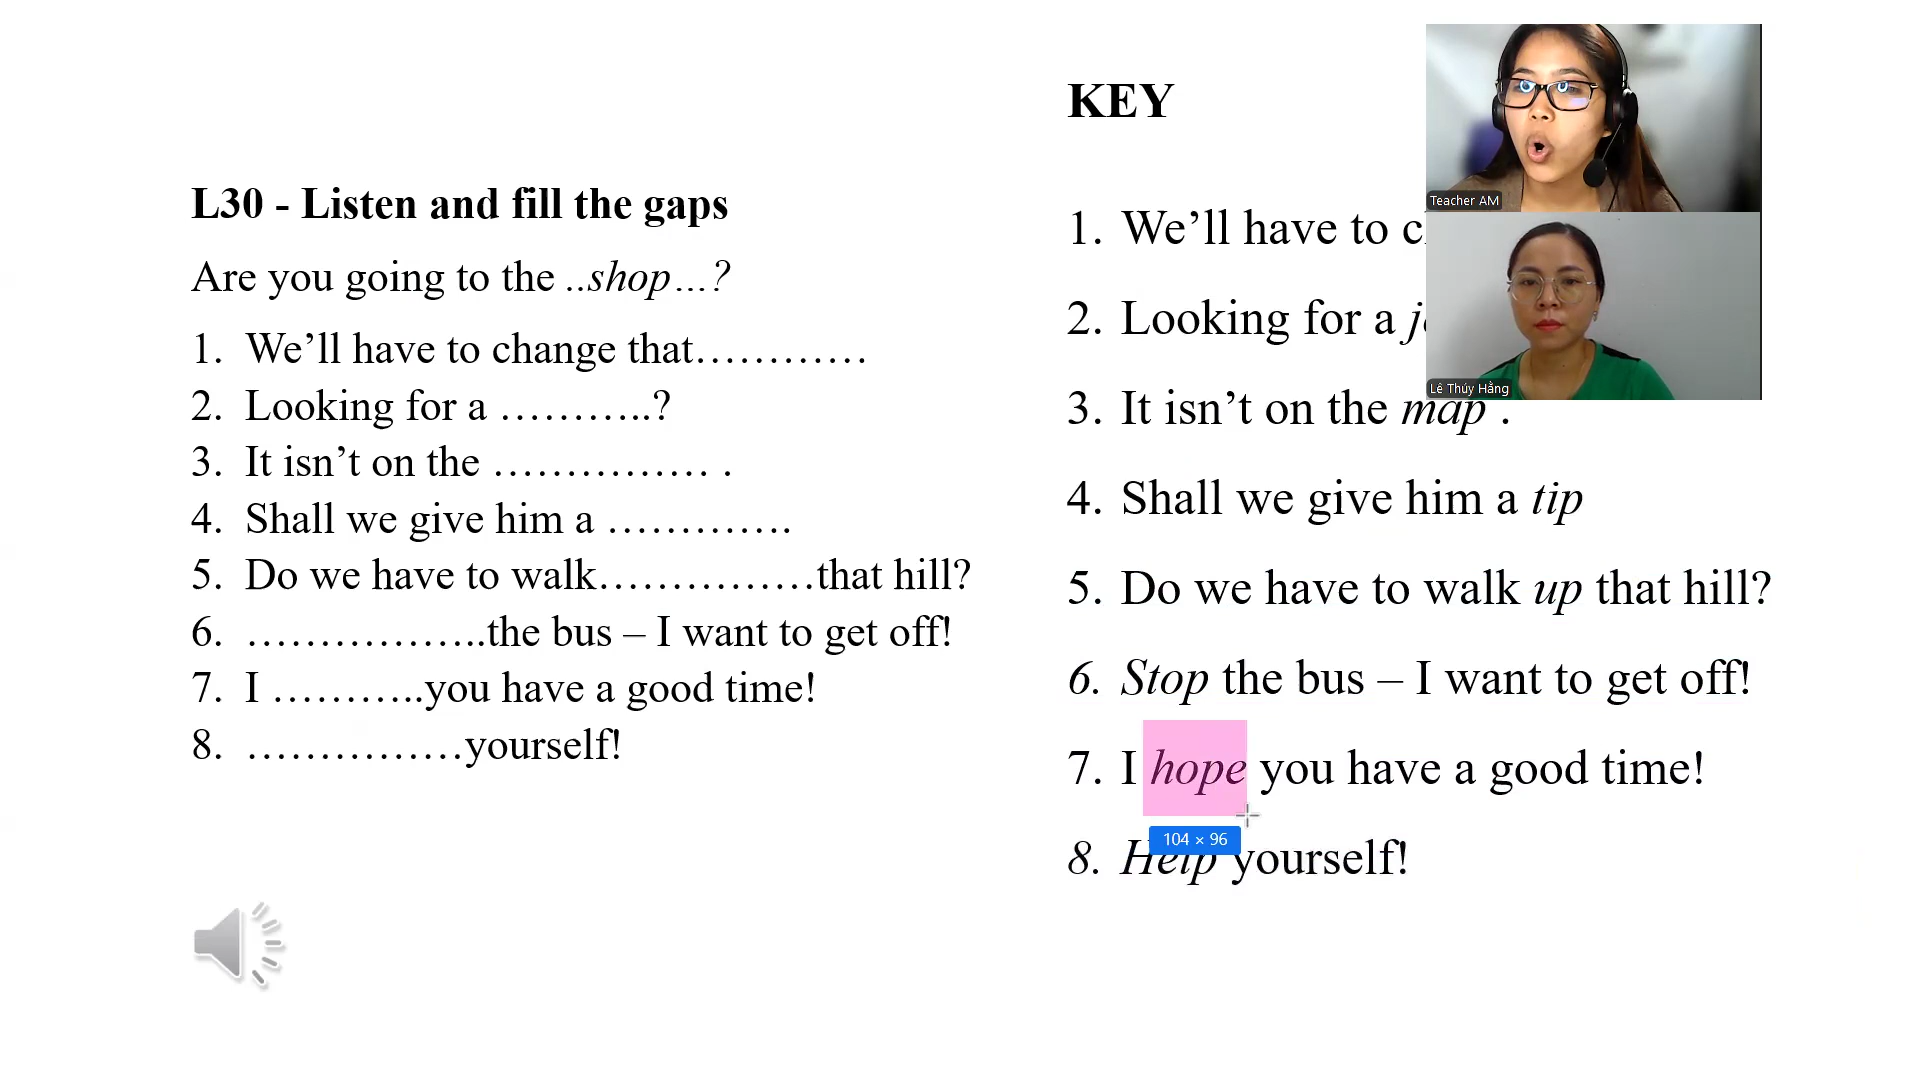 L30 - Listen and fill the gaps
Are you going to the ..shop…?
1. We’ll have to change that…………
2. Looking for a ………..?
3. It isn’t on the …………… .
4. Shall we give him a ………….
5. Do we have to walk……………that hill?
6. ……………..the bus – I want to get off!
7. I ………..you have a good time!
8. ……………yourself!
KEY
1. We’ll have to
2. Looking for a
3. It isn’t on the map .
4. Shall we give him a tip
5. Do we have to walk up that hill?
6. Stop the bus – I want to get off!
7. I hope you have a good time!
104 × 96
8. Help yourself!
Teacher AM
Lê Thúy Hằng